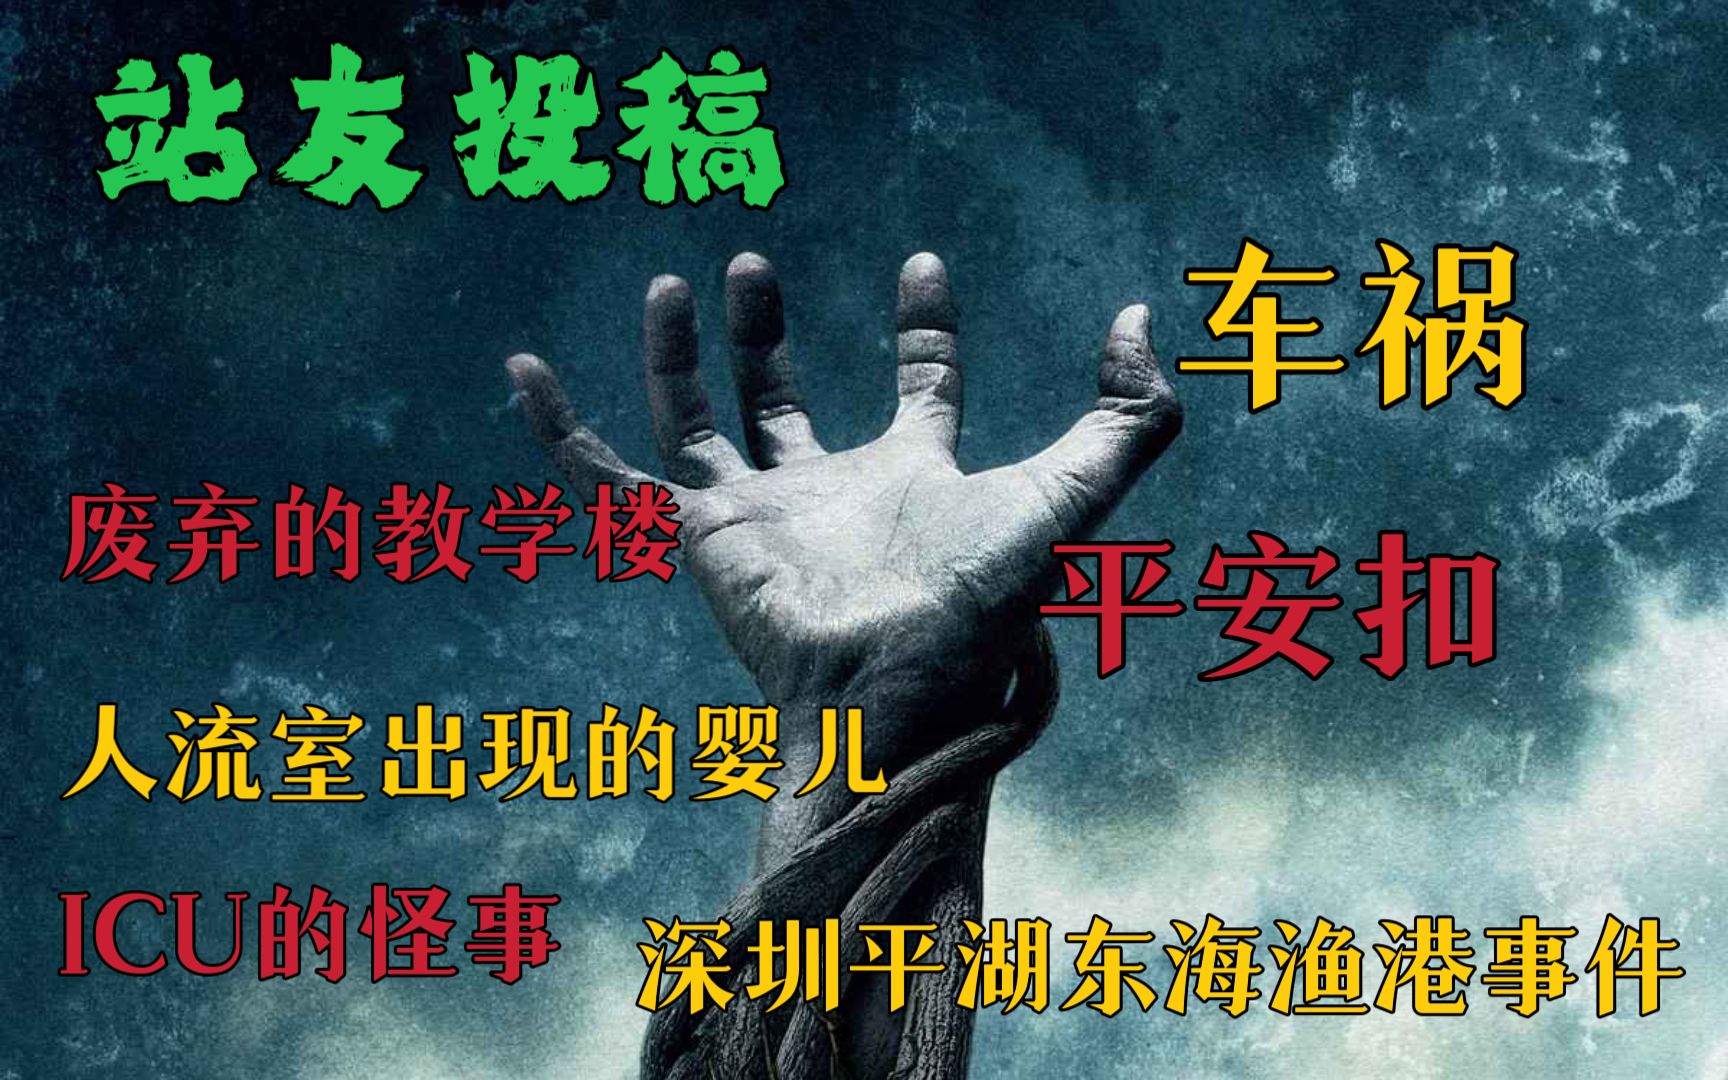 站友投稿
车祸
废弃的教学楼
平安扣
人流室出现的婴儿
ICU的怪事
深圳平湖东海渔港事件